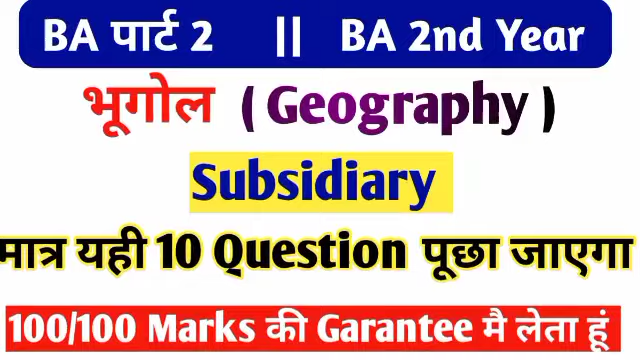 BA पार्ट 2 || BA 2nd Year
भूगोल ( Geography )
Subsidiary
मात्र यही 10 Question पूछा जाएगा
100/100 Marks की Garantee मै लेता हूं